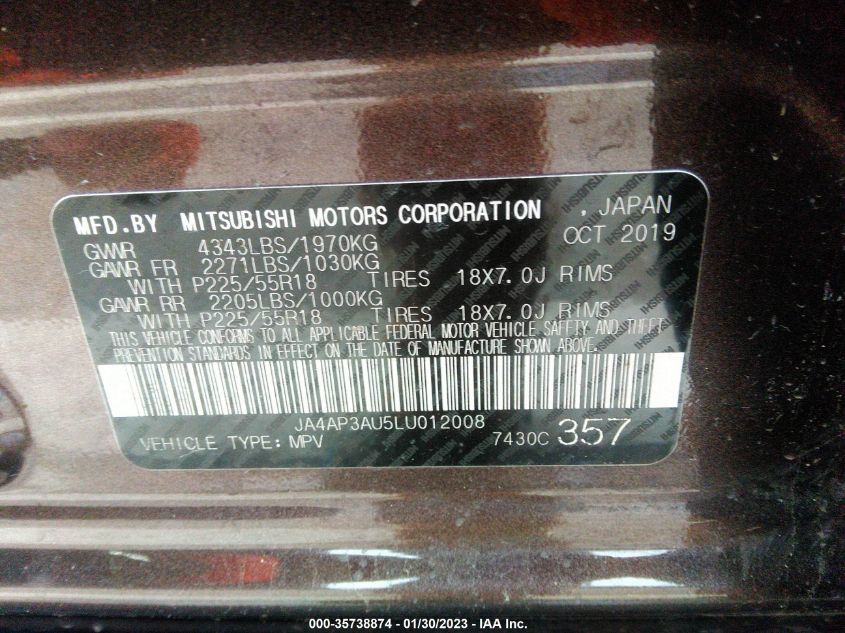 MFD.BY MITSUBISHI MOTORS CORPORATION , JAPAN
GVWR 4343LBS/1970KG OCT 2019
GAWR FR 2271LBS/1030KG
WITH P225/55R18 TIRES 18X7.0J RIMS
GAWR RR 2205LBS/1000KG
WITH P225/55R18 TIRES 18X7.0J RIMS
THIS VEHICLE CONFORMS TO ALL APPLICABLE FEDERAL MOTOR VEHICLE SAFETY AND THEFT
PREVENTION STANDARDS IN EFFECT ON THE DATE OF MANUFACTURE SHOWN ABOVE.
JA4AP3AU5LU012008
VEHICLE TYPE: MPV 7430C 357
000-35738874 / 01/30/2023 - IAA Inc.